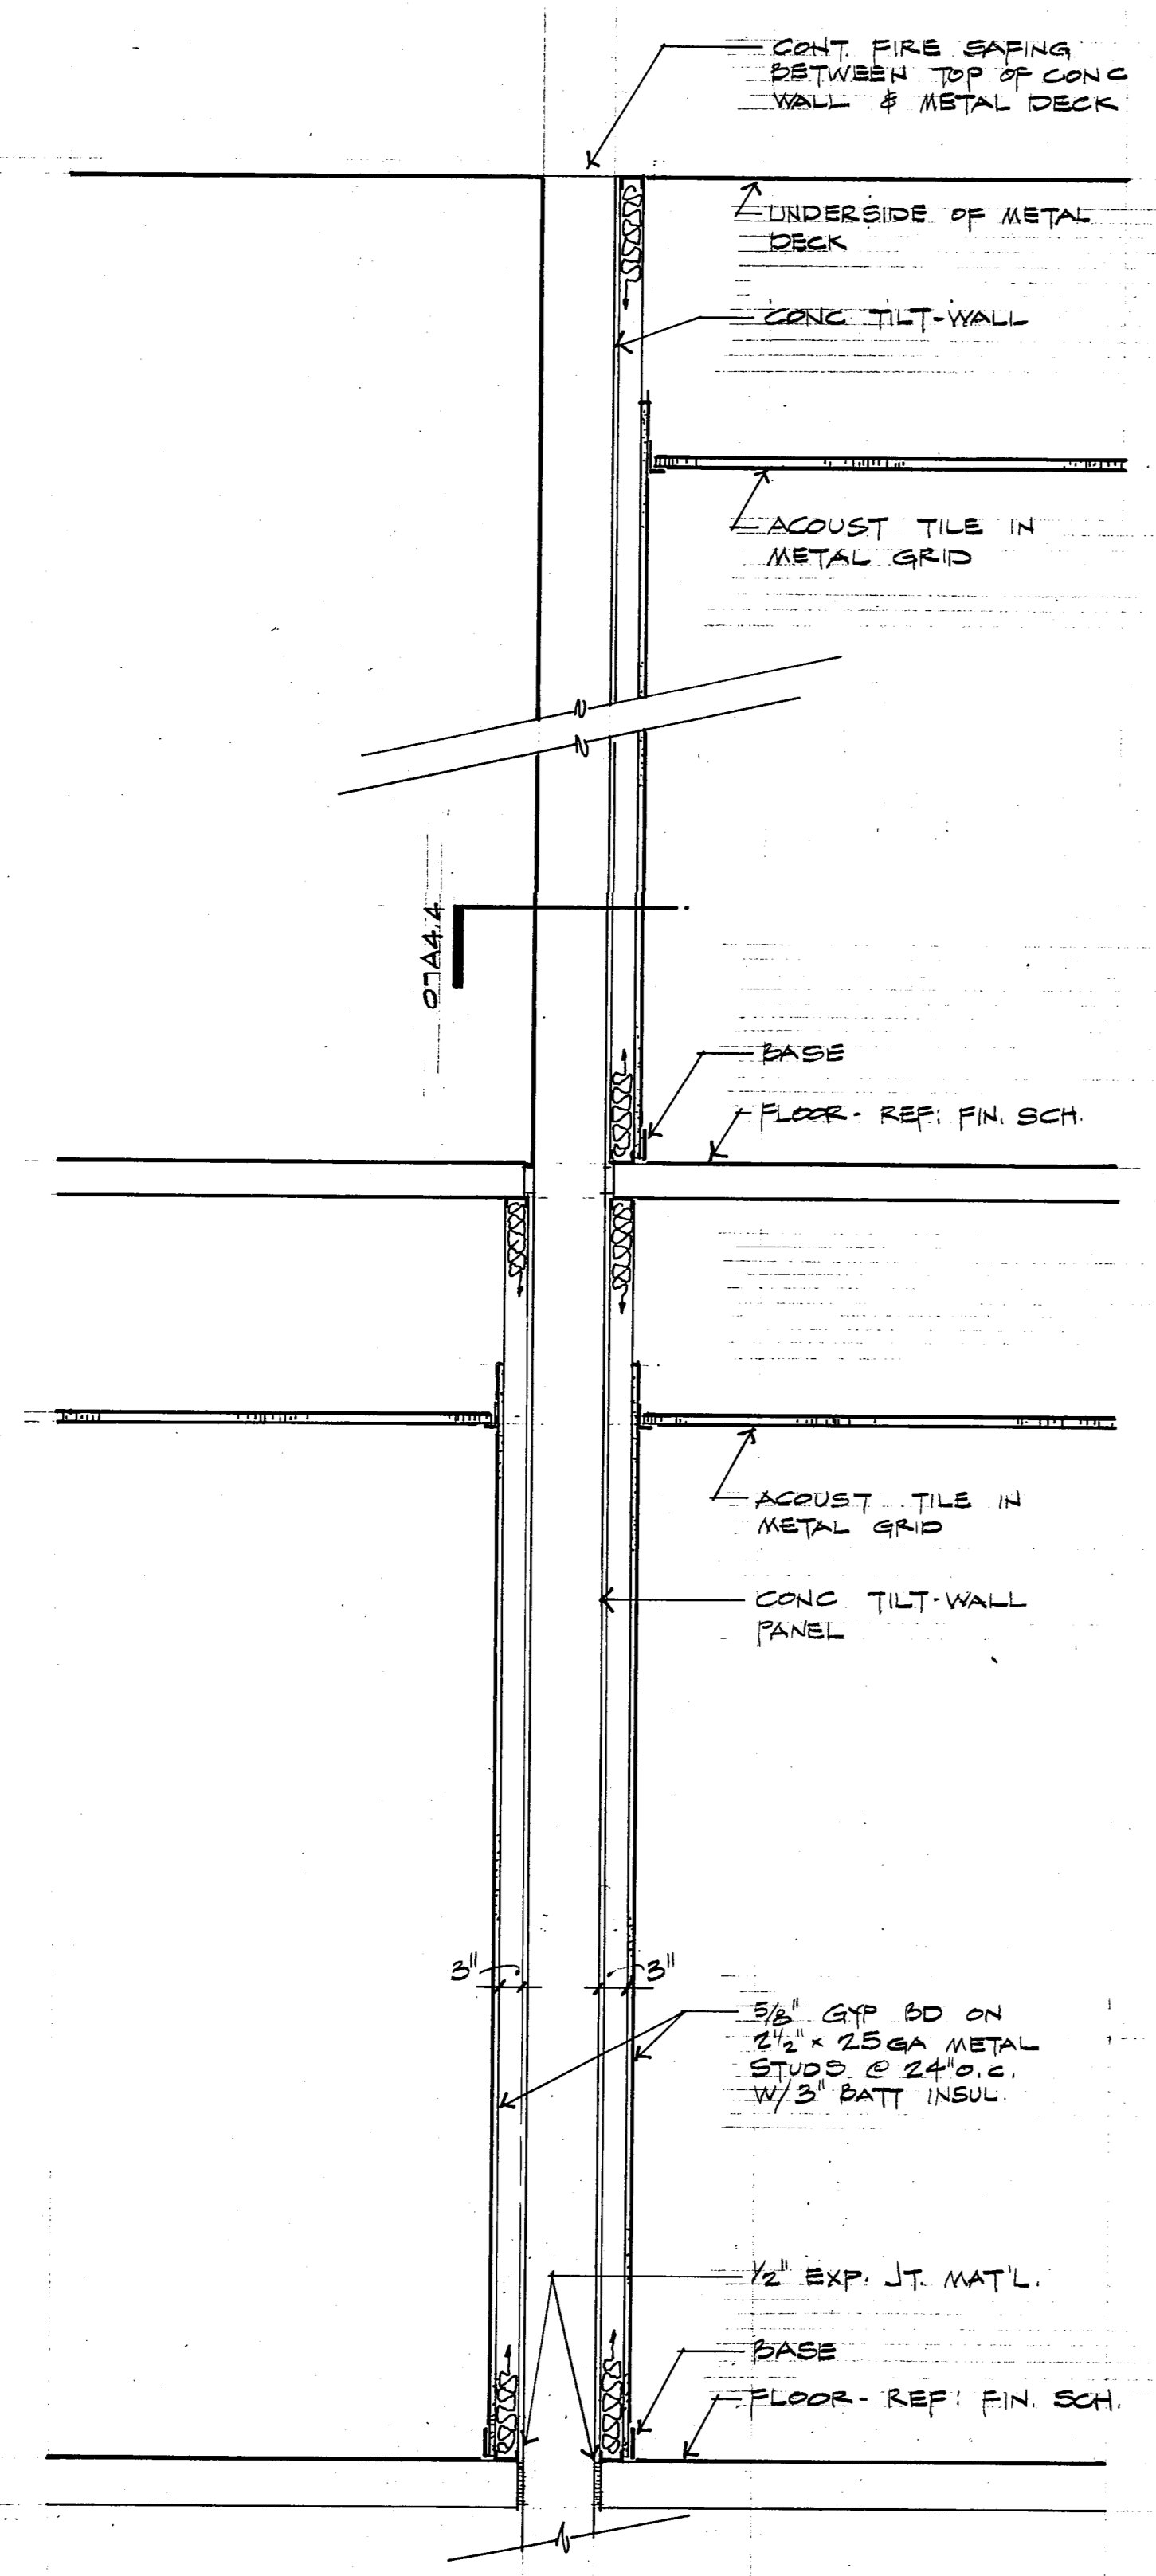 CONT. FIRE SAFING
BETWEEN TOP OF CONC
WALL & METAL DECK
UNDERSIDE OF METAL
DECK
CONC TILT-WALL
ACOUST TILE IN
METAL GRID
N
N
07A4.4
BASE
FLOOR - REF: FIN. SCH.
ACOUST TILE IN
METAL GRID
CONC TILT-WALL
PANEL
3" 3"
5/8" GYP BD ON
2 1/2" x 25 GA METAL
STUDS @ 24" O.C.
W/ 3" BATT INSUL.
1/2" EXP. JT. MAT'L.
BASE
FLOOR - REF: FIN. SCH.